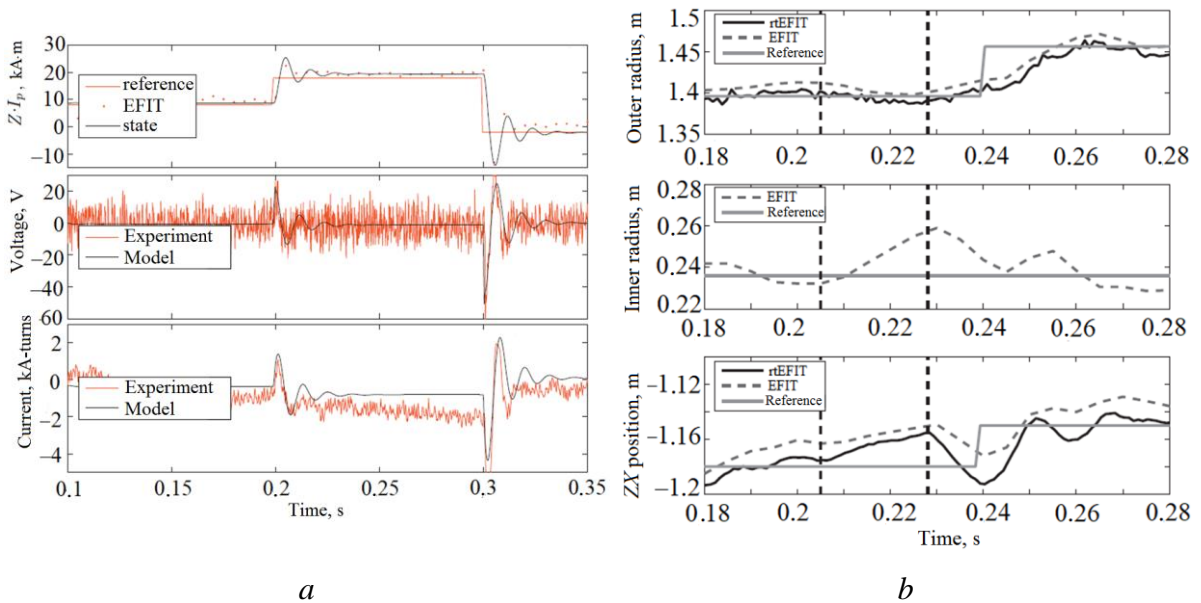 30
20
10
0
−10
Z·I_P, kA·m
reference
EFIT
state
20
0
−20
−40
60
Voltage, V
Experiment
Model
0
−2
−4
Current, kA-turns
Experiment
Model
0.1
0.15
0.2
0.25
0.3
0.35
Time, s
a
1.5
1.45
1.4
1.35
Outer radius, m
rtEFIT
EFIT
Reference
0.18
0.2
0.22
0.24
0.26
0.28
0.28
0.26
0.24
0.22
Inner radius, m
EFIT
Reference
0.18
0.2
0.22
0.24
0.26
0.28
−1.12
−1.16
−1.2
ZX position, m
rtEFIT
EFIT
Reference
0.18
0.2
0.22
0.24
0.26
0.28
Time, s
b